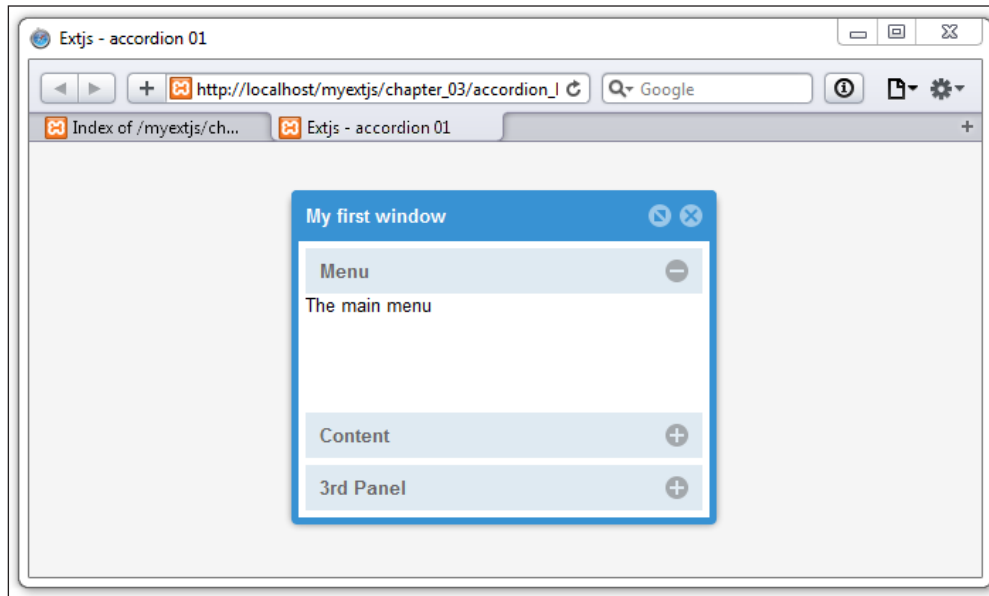 Extjs - accordion 01
http://localhost/myextjs/chapter_03/accordion_l
Google
Index of /myextjs/ch...
Extjs - accordion 01
My first window
Menu
The main menu
Content
3rd Panel